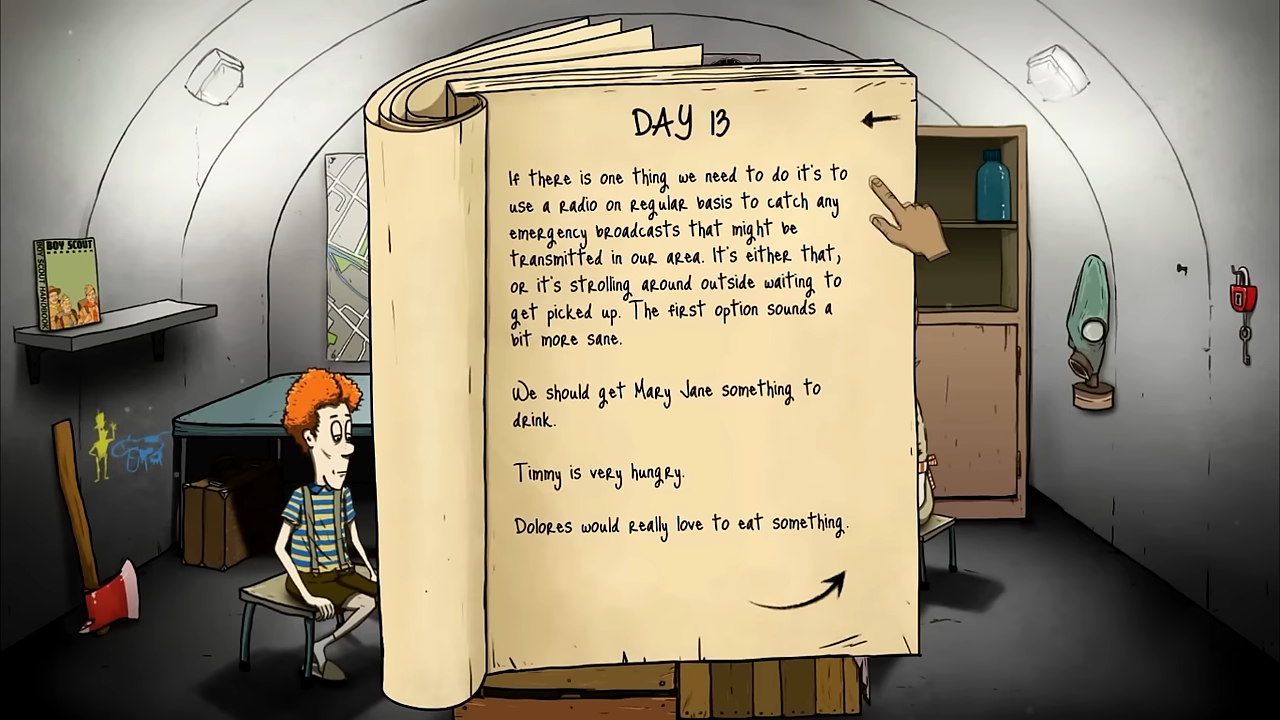 DAY 13
If there is one thing we need to do it's to
use a radio on regular basis to catch any
emergency broadcasts that might be
transmitted in our area. It's either that,
or it's strolling around outside waiting to
get picked up. The first option sounds a
bit more sane.
We should get Mary Jane something to
drink.
Timmy is very hungry.
Dolores would really love to eat something.
BOY SCOUT
BOY SCOUT HANDBOOK